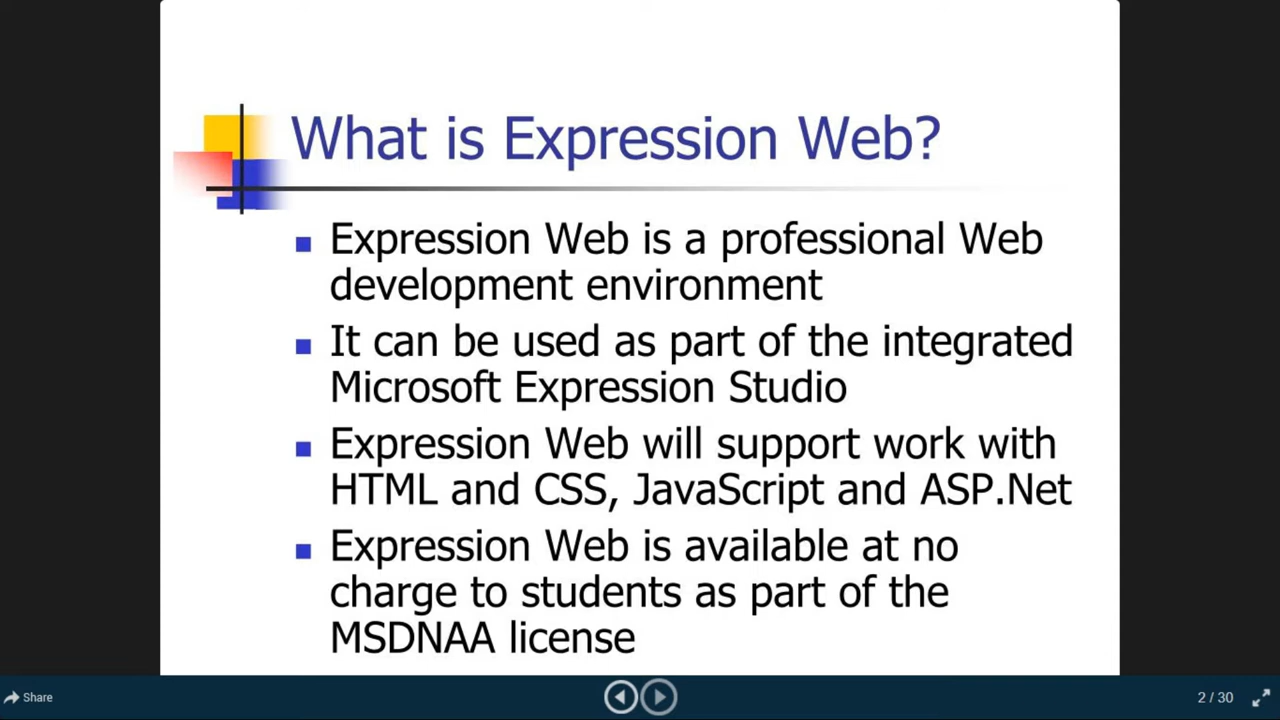 What is Expression Web?
Expression Web is a professional Web
development environment
It can be used as part of the integrated
Microsoft Expression Studio
Expression Web will support work with
HTML and CSS, JavaScript and ASP.Net
Expression Web is available at no
charge to students as part of the
MSDNAA license
Share
2 / 30